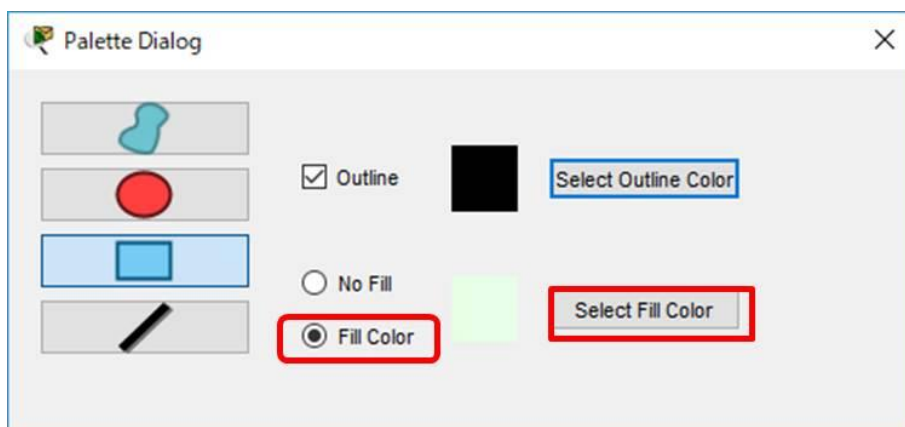 Palette Dialog
Outline
Select Outline Color
No Fill
Fill Color
Select Fill Color